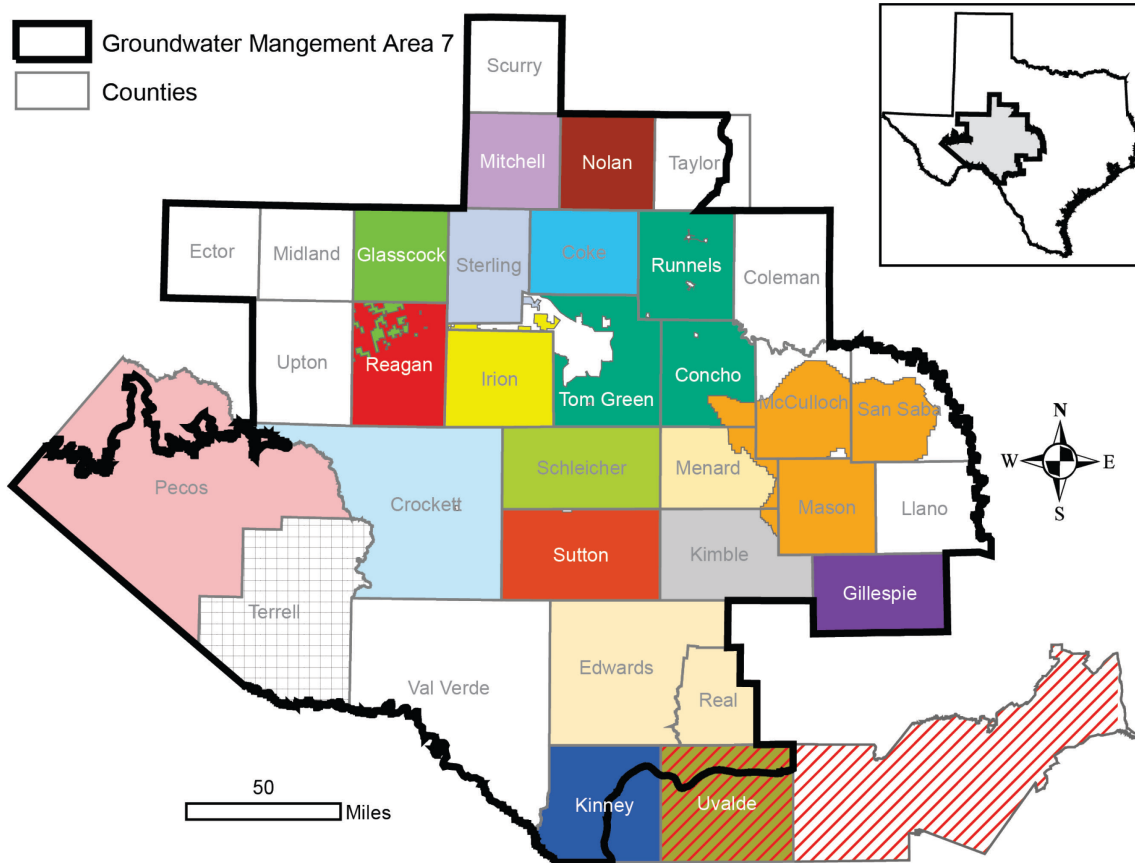 Groundwater Mangement Area 7
Counties
Scurry
Mitchell
Nolan
Taylor
Ector
Midland
Glasscock
Sterling
Coke
Runnels
Coleman
Upton
Reagan
Irion
Tom Green
Concho
McCulloch
San Saba
N
W
E
S
Pecos
Crockett
Schleicher
Menard
Mason
Llano
Terrell
Sutton
Kimble
Gillespie
Val Verde
Edwards
Real
50
Miles
Kinney
Uvalde